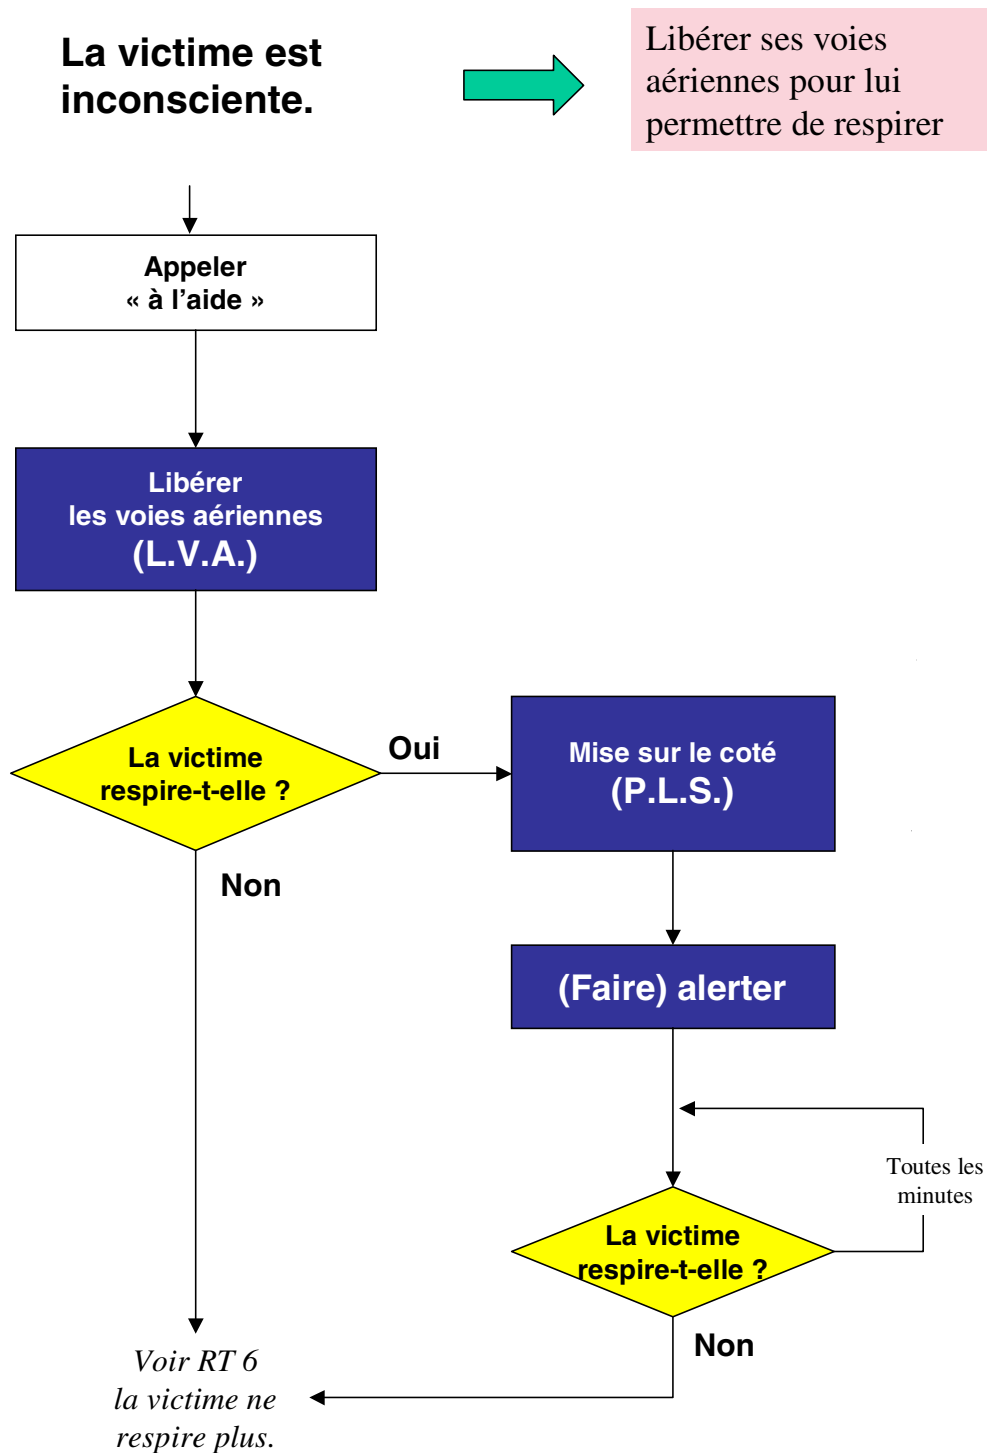 La victime est
inconsciente.
Libérer ses voies
aériennes pour lui
permettre de respirer
Appeler
« à l’aide »
Libérer
les voies aériennes
(L.V.A.)
La victime
respire-t-elle ?
Oui
Mise sur le coté
(P.L.S.)
Non
(Faire) alerter
Toutes les
minutes
La victime
respire-t-elle ?
Non
Voir RT 6
la victime ne
respire plus.